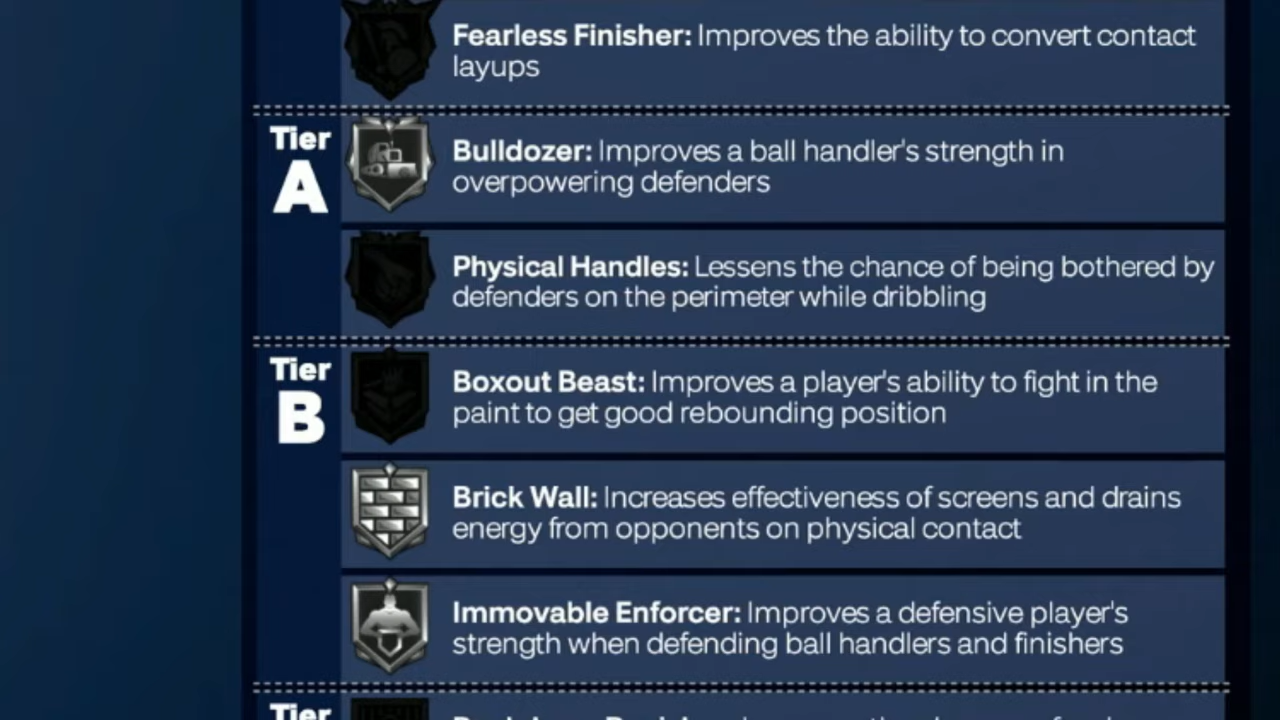 Fearless Finisher: Improves the ability to convert contact
layups
Tier
A
Bulldozer: Improves a ball handler's strength in
overpowering defenders
Physical Handles: Lessens the chance of being bothered by
defenders on the perimeter while dribbling
Tier
B
Boxout Beast: Improves a player's ability to fight in the
paint to get good rebounding position
Brick Wall: Increases effectiveness of screens and drains
energy from opponents on physical contact
Immovable Enforcer: Improves a defensive player's
strength when defending ball handlers and finishers
Tier